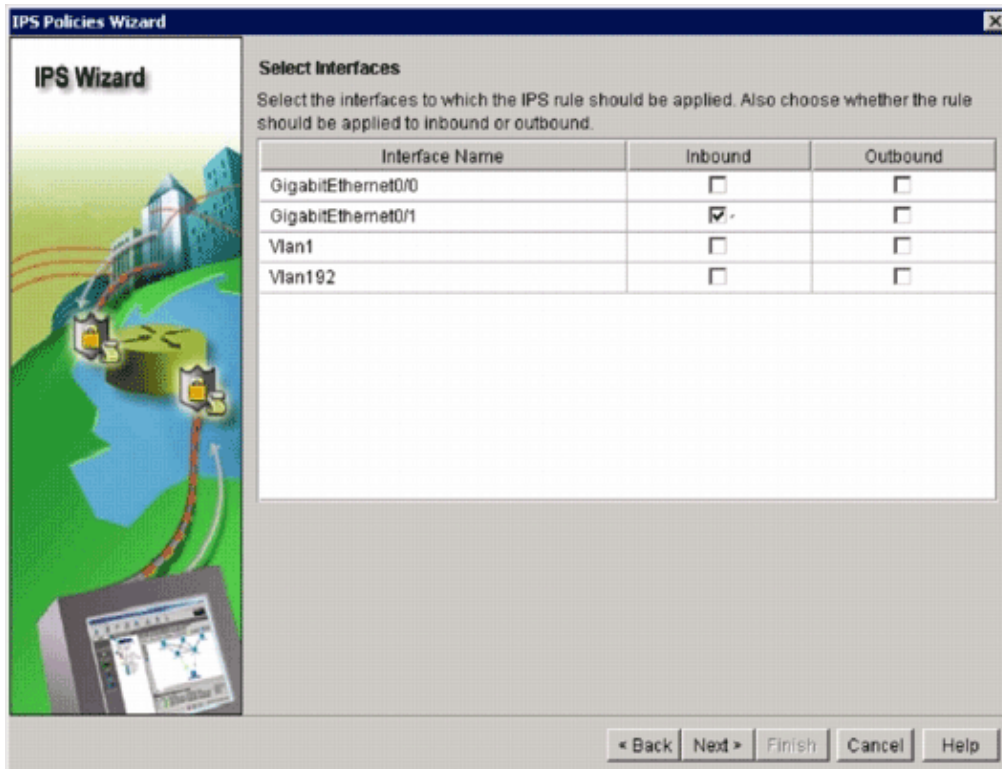 IPS Policies Wizard
IPS Wizard
Select Interfaces
Select the interfaces to which the IPS rule should be applied. Also choose whether the rule
should be applied to inbound or outbound.
Interface Name Inbound Outbound
GigabitEthernet0/0
GigabitEthernet0/1
Vlan1
Vlan192
< Back Next > Finish Cancel Help